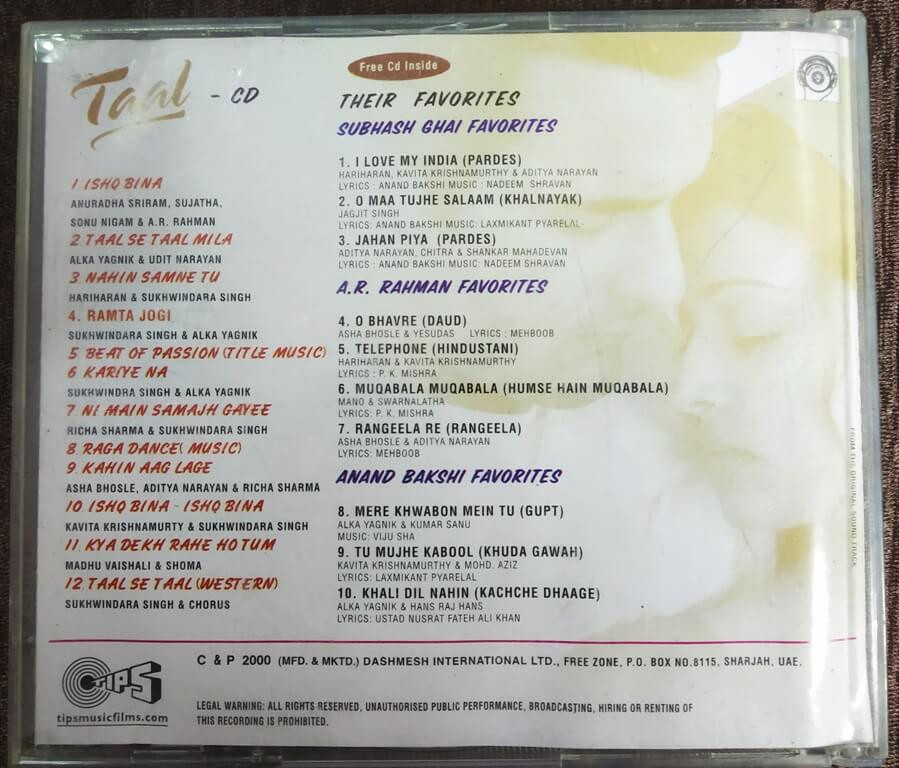 Taal - CD
1. ISHQ BINA
ANURADHA SRIRAM, SUJATHA,
SONU NIGAM & A.R. RAHMAN
2. TAAL SE TAAL MILA
ALKA YAGNIK & UDIT NARAYAN
3. NAHIN SAMNE TU
HARIHARAN & SUKHWINDARA SINGH
4. RAMTA JOGI
SUKHWINDARA SINGH & ALKA YAGNIK
5 BEAT OF PASSION (TITLE MUSIC)
6 KARIYE NA
SUKHWINDRA SINGH & ALKA YAGNIK
7 NI MAIN SAMAJH GAYEE
RICHA SHARMA & SUKHWINDARA SINGH
8. RAGA DANCE( MUSIC)
9. KAHIN AAG LAGE
ASHA BHOSLE, ADITYA NARAYAN & RICHA SHARMA
10 ISHQ BINA - ISHQ BINA
KAVITA KRISHNAMURTY & SUKHWINDARA SINGH
11. KYA DEKH RAHE HO TUM
MADHU VAISHALI & SHOMA
12 TAAL SE TAAL (WESTERN)
SUKHWINDARA SINGH & CHORUS
Free Cd Inside
THEIR FAVORITES
SUBHASH GHAI FAVORITES
1. I LOVE MY INDIA (PARDES)
HARIHARAN, KAVITA KRISHNAMURTHY & ADITYA NARAYAN
LYRICS : ANAND BAKSHI MUSIC : NADEEM SHRAVAN
2. O MAA TUJHE SALAAM (KHALNAYAK)
JAGJIT SINGH
LYRICS: ANAND BAKSHI MUSIC: LAXMIKANT PYARELAL
3. JAHAN PIYA (PARDES)
ADITYA NARAYAN, CHITRA & SHANKAR MAHADEVAN
LYRICS : ANAND BAKSHI MUSIC: NADEEM SHRAVAN
A.R. RAHMAN FAVORITES
4. O BHAVRE (DAUD)
ASHA BHOSLE & YESUDAS LYRICS : MEHBOOB
5. TELEPHONE (HINDUSTANI)
HARIHARAN & KAVITA KRISHNAMURTHY
LYRICS : P.K. MISHRA
6. MUQABALA MUQABALA (HUMSE HAIN MUQABALA)
MANO & SWARNALATHA
LYRICS: P. K. MISHRA
7. RANGEELA RE (RANGEELA)
ASHA BHOSLE & ADITYA NARAYAN
LYRICS: MEHBOOB
ANAND BAKSHI FAVORITES
8. MERE KHWABON MEIN TU (GUPT)
ALKA YAGNIK & KUMAR SANU
MUSIC: VIJU SHA
9. TU MUJHE KABOOL (KHUDA GAWAH)
KAVITA KRISHNAMURTHY & MOHD. AZIZ
LYRICS: LAXMIKANT PYARELAL
10. KHALI DIL NAHIN (KACHCHE DHAAGE)
ALKA YAGNIK & HANS RAJ HANS
LYRICS: USTAD NUSRAT FATEH ALI KHAN
FROM THE ORIGINAL SOUND TRACK
TIPS
tipsmusicfilms.com
C & P 2000 (MFD. & MKTD.) DASHMESH INTERNATIONAL LTD., FREE ZONE, P.O. BOX NO.8115, SHARJAH, UAE.
LEGAL WARNING: ALL RIGHTS RESERVED, UNAUTHORISED PUBLIC PERFORMANCE, BROADCASTING, HIRING OR RENTING OF
THIS RECORDING IS PROHIBITED.